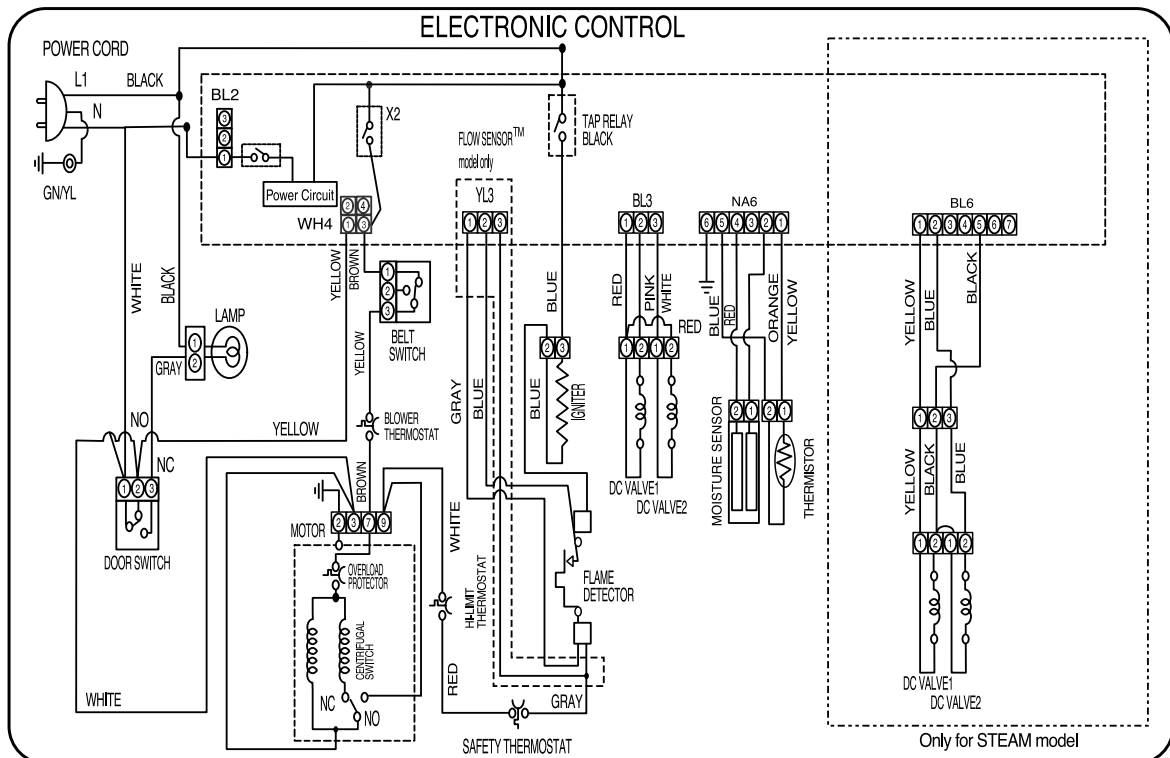 ELECTRONIC CONTROL
POWER CORD
L1
BLACK
N
GN/YL
BL2
3
2
1
X2
Power Circuit
WH4
2 4
1 3
FLOW SENSOR™
model only
YL3
1 2 3
TAP RELAY
BLACK
BL3
1 2 3
NA6
6 5 4 3 2 1
BL6
1 2 3 4 5 6 7
WHITE
BLACK
YELLOW
BROWN
1
2
3
BELT
SWITCH
LAMP
1
2
GRAY
YELLOW
BLOWER
THERMOSTAT
YELLOW
BROWN
NO
NC
1 2 3
DOOR SWITCH
WHITE
MOTOR
2 3 7 9
OVERLOAD
PROTECTOR
CENTRIFUGAL
SWITCH
NC
NO
WHITE
RED
HI-LIMIT
THERMOSTAT
SAFETY THERMOSTAT
GRAY
BLUE
BLUE
BLUE
2 3
IGNITER
FLAME
DETECTOR
GRAY
RED
PINK
WHITE
RED
1 2 1 2
DC VALVE1
DC VALVE2
BLUE
RED
ORANGE
YELLOW
2 1
2 1
MOISTURE SENSOR
THERMISTOR
YELLOW
BLUE
BLACK
1 2 3
YELLOW
BLACK
BLUE
1 2 1 2
DC VALVE1
DC VALVE2
Only for STEAM model